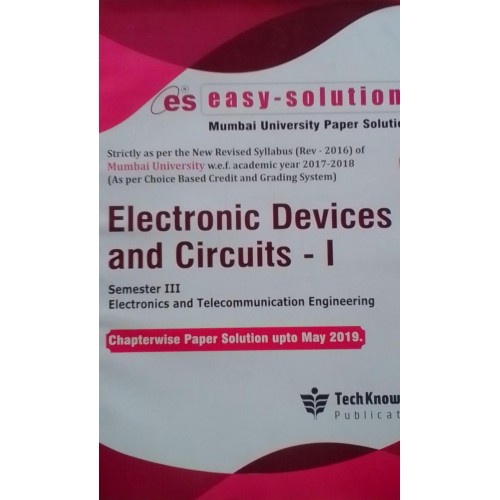 es® easy-solution
Mumbai University Paper Solutio
Strictly as per the New Revised Syllabus (Rev - 2016) of
Mumbai University w.e.f. academic year 2017-2018
(As per Choice Based Credit and Grading System)
Electronic Devices
and Circuits - I
Semester III
Electronics and Telecommunication Engineering
Chapterwise Paper Solution upto May 2019.
TechKnow
Publicat